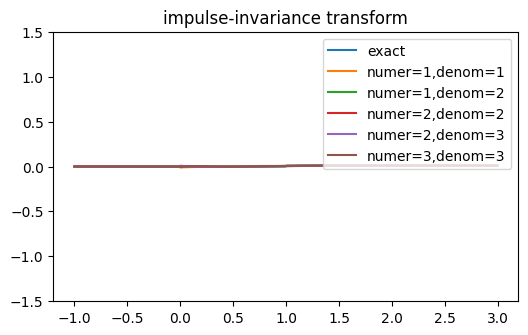 impulse-invariance transform
exact
numer=1,denom=1
numer=1,denom=2
numer=2,denom=2
numer=2,denom=3
numer=3,denom=3
1.5
1.0
0.5
0.0
-0.5
-1.0
-1.5
-1.0 -0.5 0.0 0.5 1.0 1.5 2.0 2.5 3.0